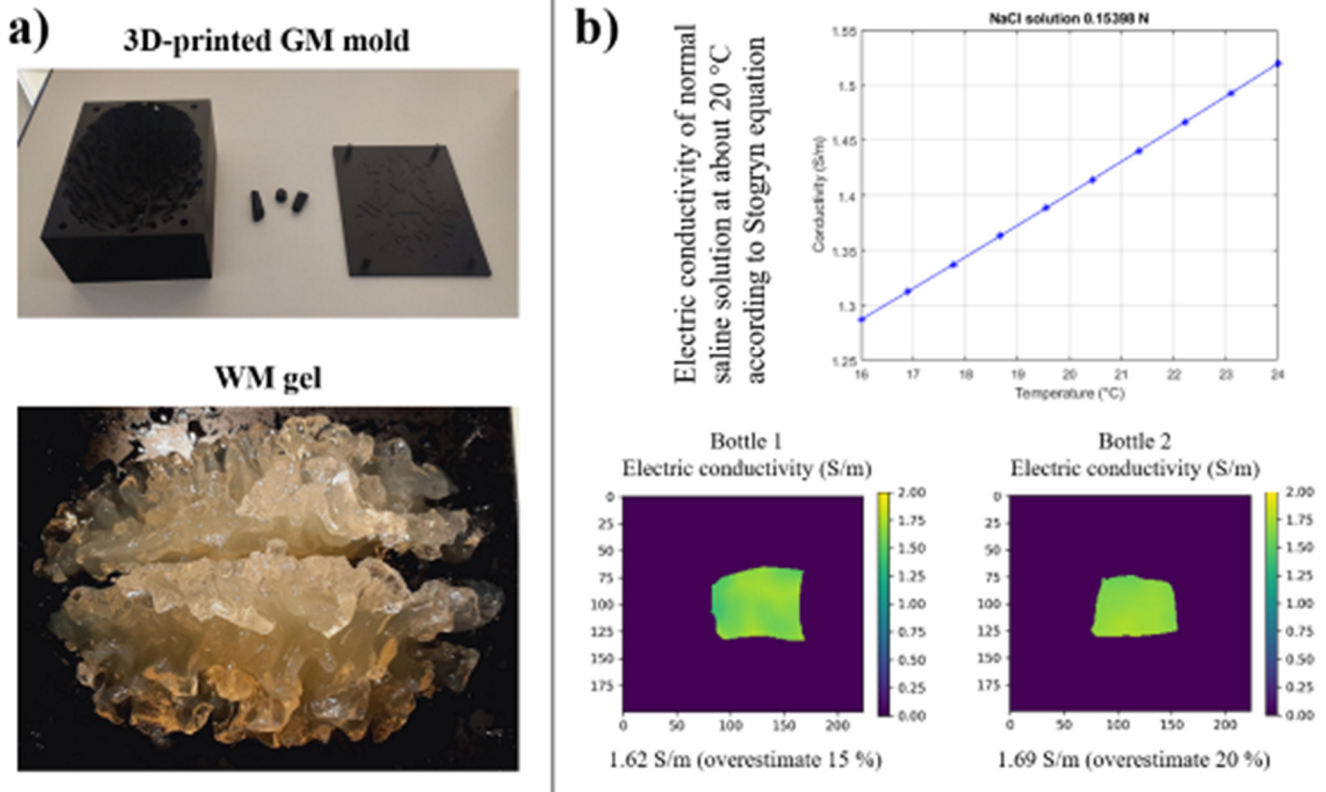 a)
3D-printed GM mold
WM gel
b)
Electric conductivity of normal
saline solution at about 20 °C
according to Stogryn equation
NaCl solution 0.15398 N
Conductivity (S/m)
1.55
1.5
1.45
1.4
1.35
1.3
1.25
16 17 18 19 20 21 22 23 24
Temperature (°C)
Bottle 1
Electric conductivity (S/m)
0
25
50
75
100
125
150
175
0 50 100 150 200
2.00
1.75
1.50
1.25
1.00
0.75
0.50
0.25
0.00
1.62 S/m (overestimate 15 %)
Bottle 2
Electric conductivity (S/m)
0
25
50
75
100
125
150
175
0 50 100 150 200
2.00
1.75
1.50
1.25
1.00
0.75
0.50
0.25
0.00
1.69 S/m (overestimate 20 %)